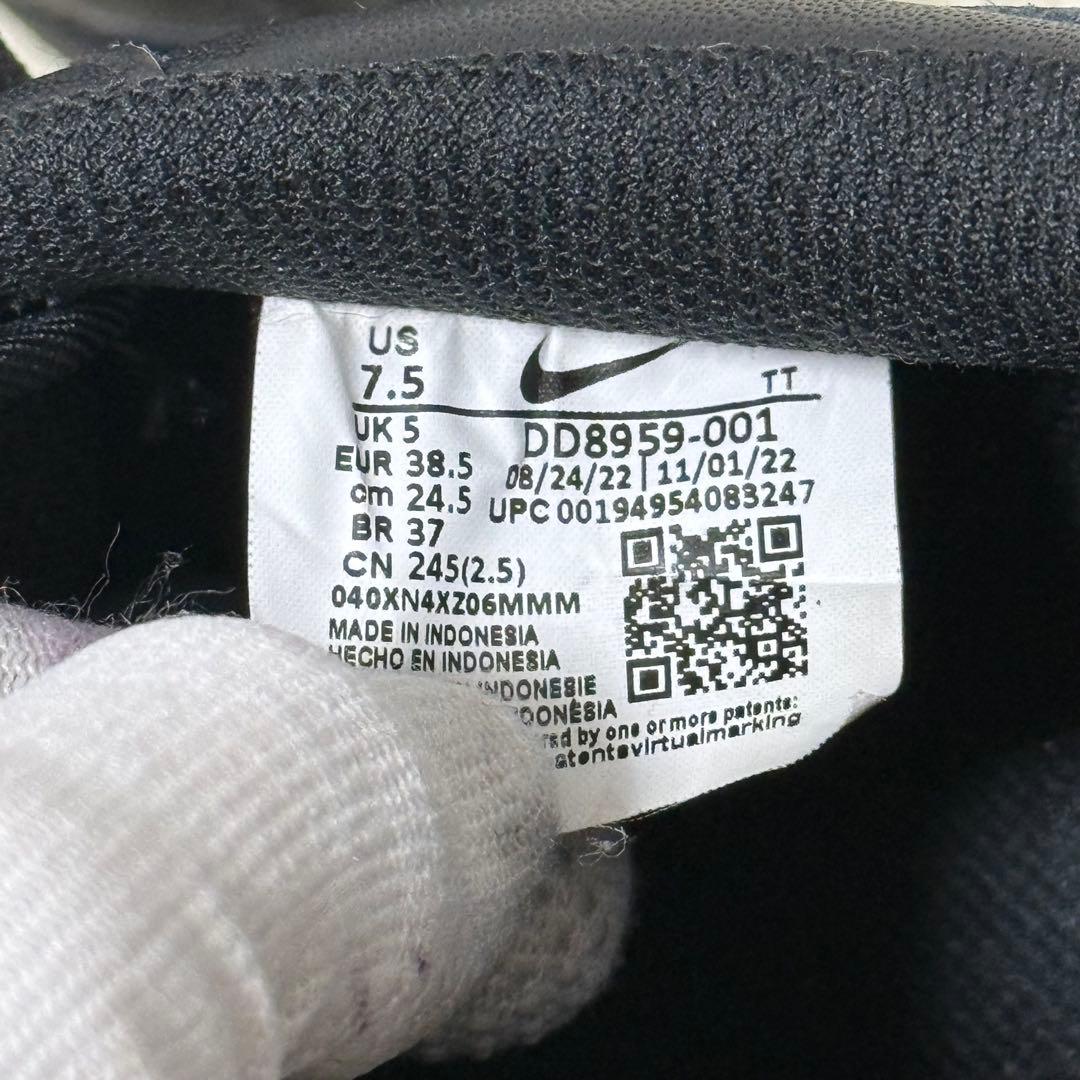 US
7.5
TT
UK 5
DD8959-001
EUR 38.5
08/24/22 | 11/01/22
cm 24.5
UPC 00194954083247
BR 37
CN 245(2.5)
040XN4XZ06MMM
MADE IN INDONESIA
HECHO EN INDONESIA
by one or more patents: